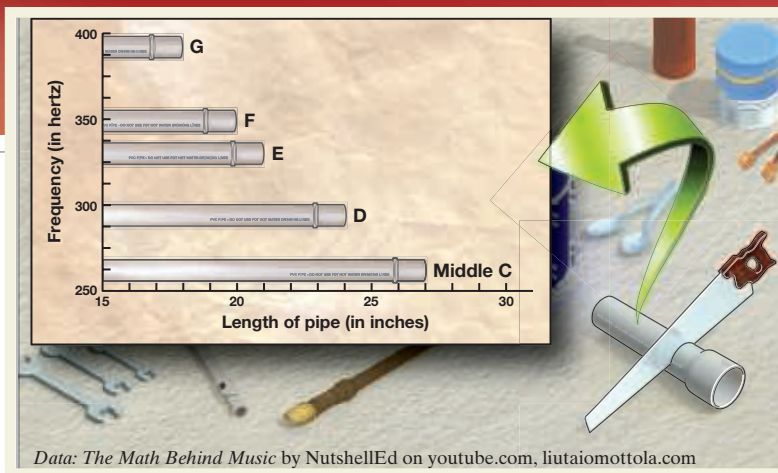 400
G
350
F
E
300
D
Middle C
250
15
20
25
30
Frequency (in hertz)
Length of pipe (in inches)
Data: The Math Behind Music by NutshellEd on youtube.com, liutaiomottola.com